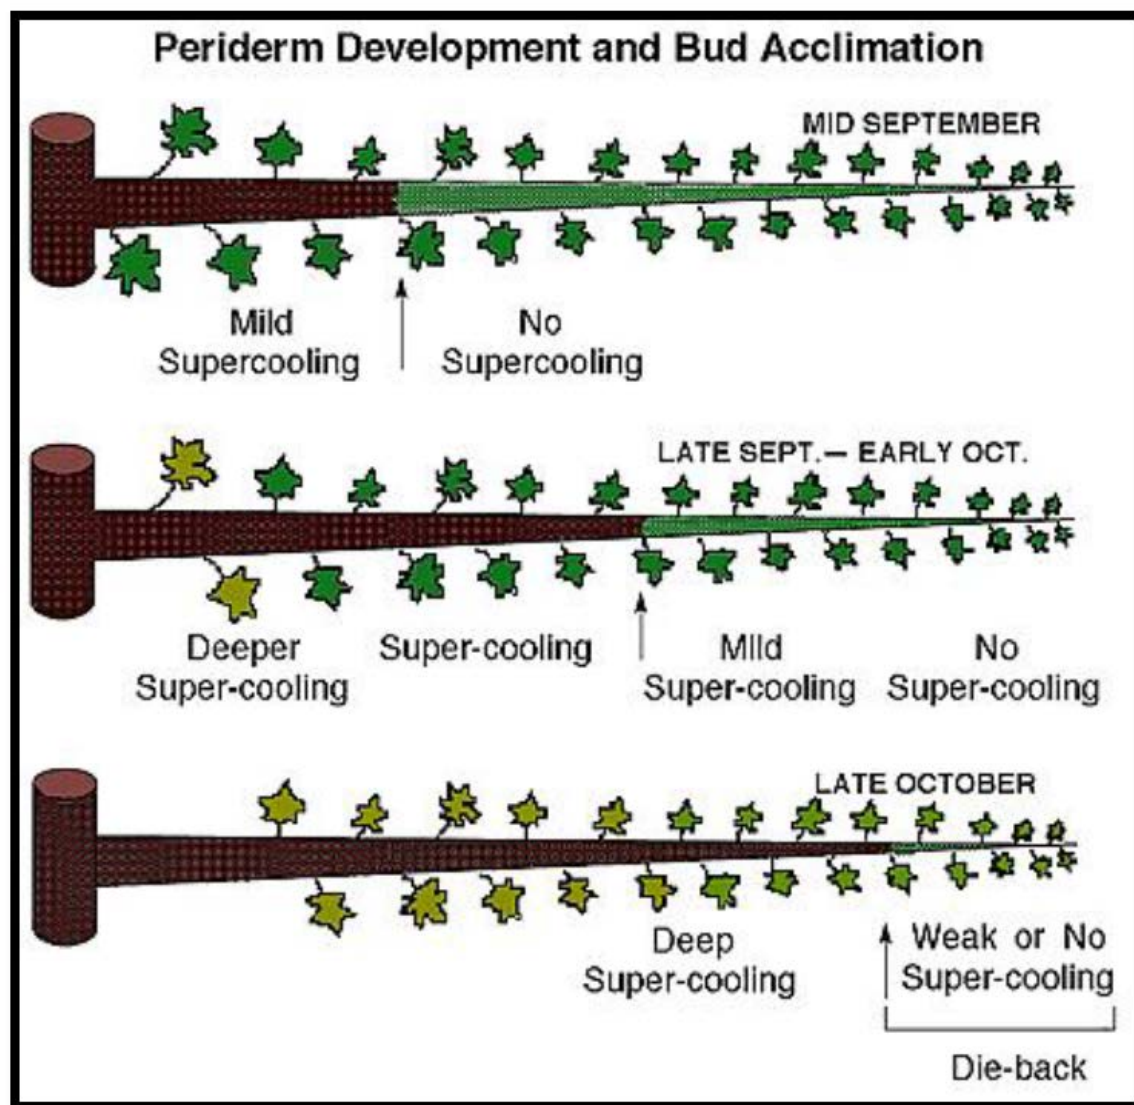 Periderm Development and Bud Acclimation
MID SEPTEMBER
Mild
Supercooling
No
Supercooling
LATE SEPT.— EARLY OCT.
Deeper
Super-cooling
Super-cooling
Mild
Super-cooling
No
Super-cooling
LATE OCTOBER
Deep
Super-cooling
Weak or No
Super-cooling
Die-back